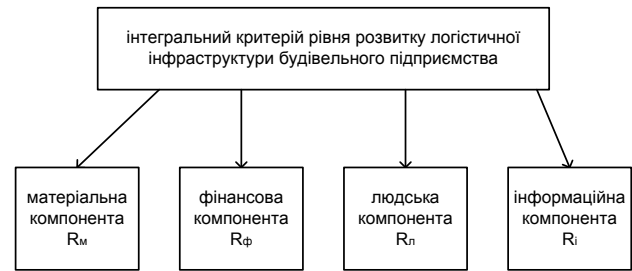 інтегральний критерій рівня розвитку логістичної
інфраструктури будівельного підприємства
матеріальна
компонента
Rм
фінансова
компонента
Rф
людська
компонента
Rл
інформаційна
компонента
Rі